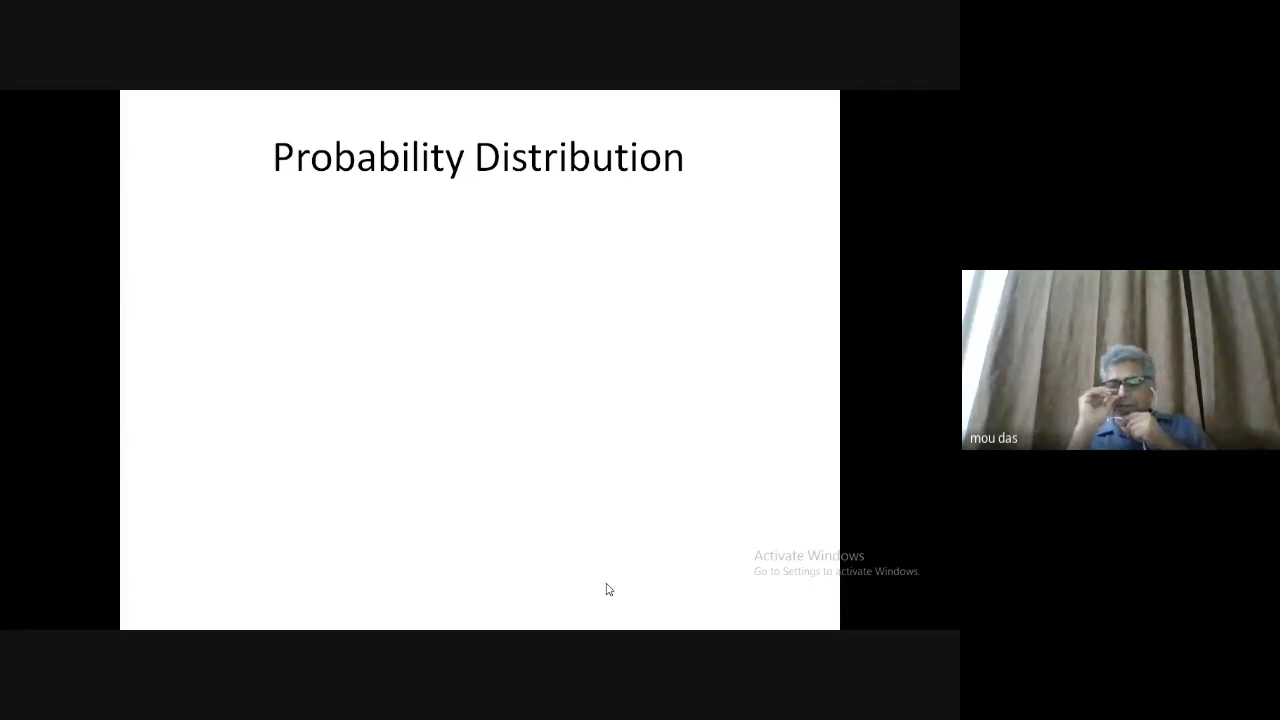 Probability Distribution
mou das
Activate Windows
Go to Settings to activate Windows.